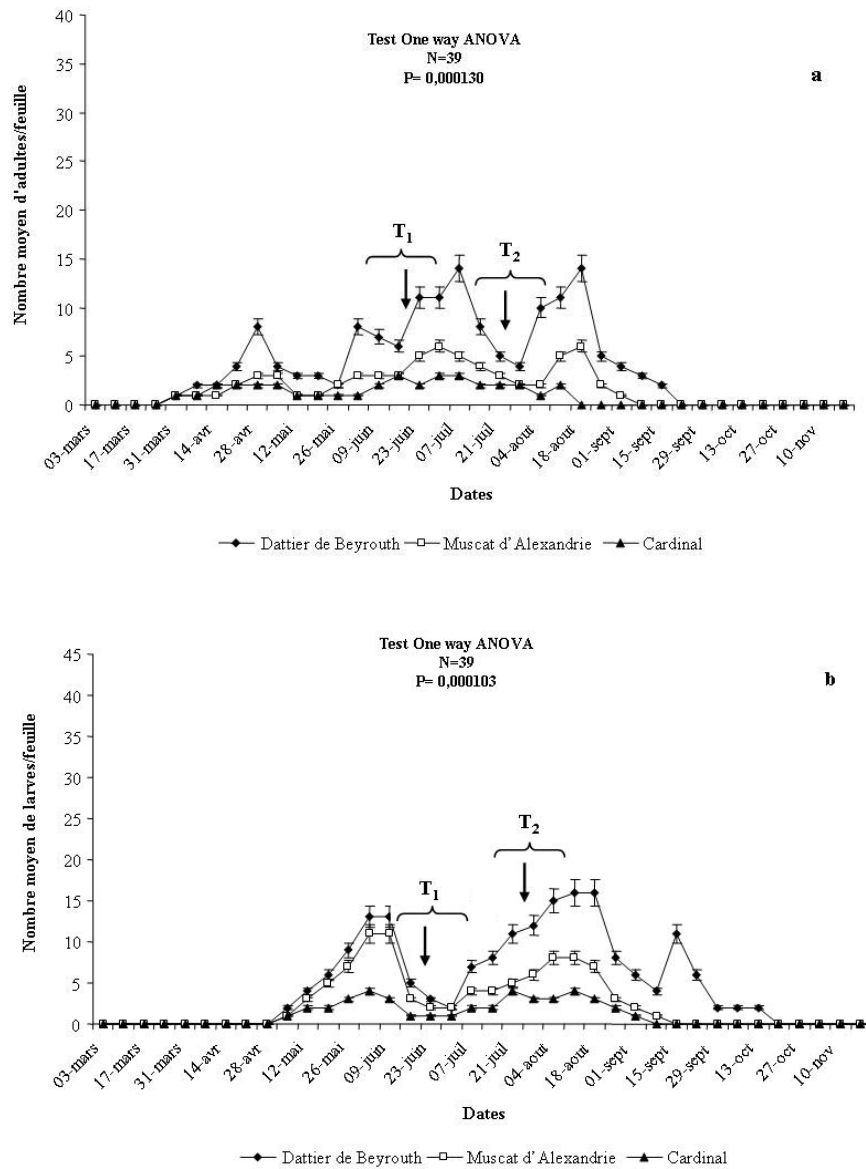 Test One way ANOVA
N=39
P= 0,000130
a
Nombre moyen d'adultes/feuille
40
35
30
25
20
15
10
5
0
T1
T2
03-mars
17-mars
31-mars
14-avr
28-avr
12-mai
26-mai
09-juin
23-juin
07-juil
21-juil
04-aout
18-aout
01-sept
15-sept
29-sept
13-oct
27-oct
10-nov
Dates
Dattier de Beyrouth Muscat d'Alexandrie Cardinal
Test One way ANOVA
N=39
P= 0,000103
b
Nombre moyen de larves/feuille
45
40
35
30
25
20
15
10
5
0
T1
T2
03-mars
17-mars
31-mars
14-avr
28-avr
12-mai
26-mai
09-juin
23-juin
07-juil
21-juil
04-aout
18-aout
01-sept
15-sept
29-sept
13-oct
27-oct
10-nov
Dates
Dattier de Beyrouth Muscat d'Alexandrie Cardinal